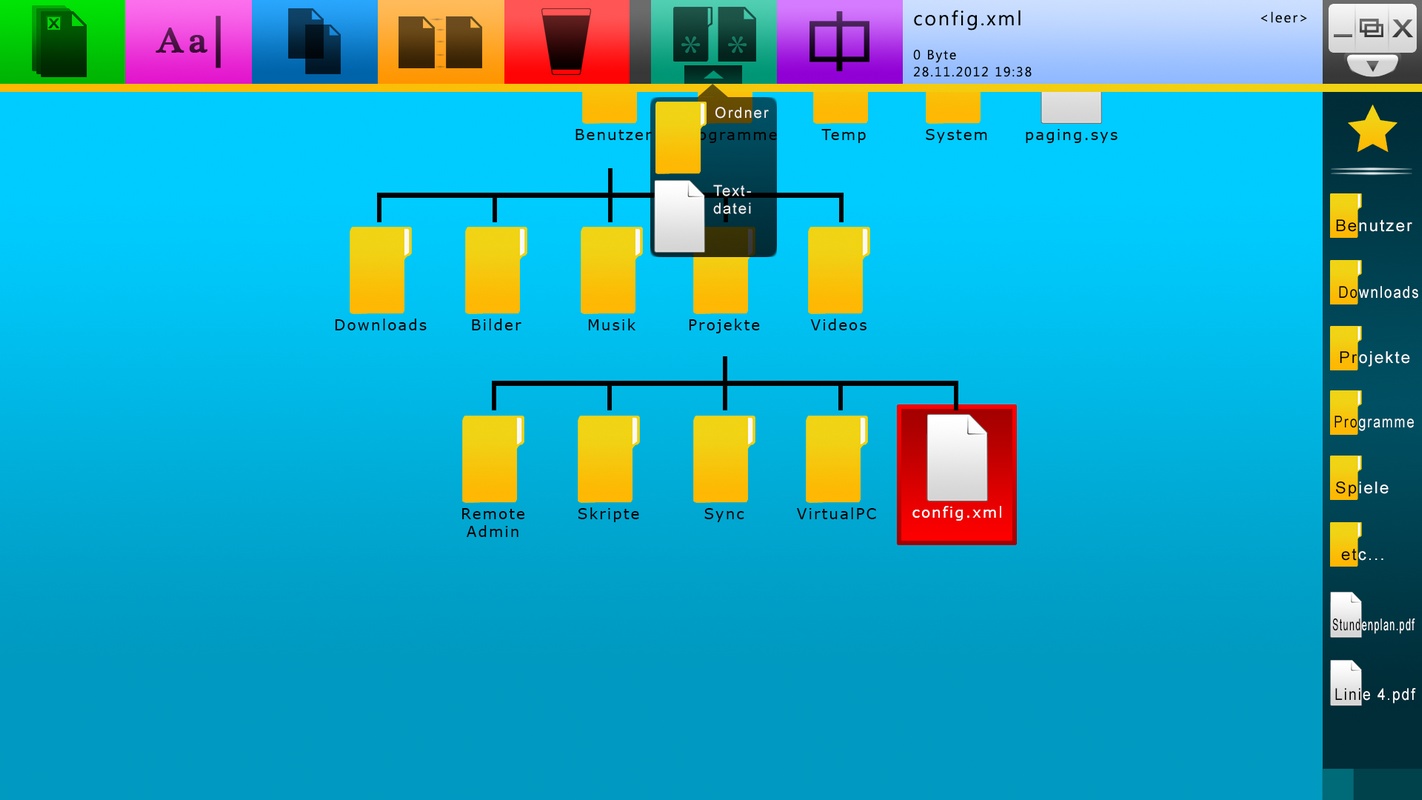 Aa
config.xml
<leer>
0 Byte
28.11.2012 19:38
X
Ordner
Text-
datei
Benutzer
Programme
Temp
System
paging.sys
Downloads
Bilder
Musik
Projekte
Videos
Remote
Admin
Skripte
Sync
VirtualPC
config.xml
Benutzer
Downloads
Projekte
Programme
Spiele
etc...
Stundenplan.pdf
Linie 4.pdf